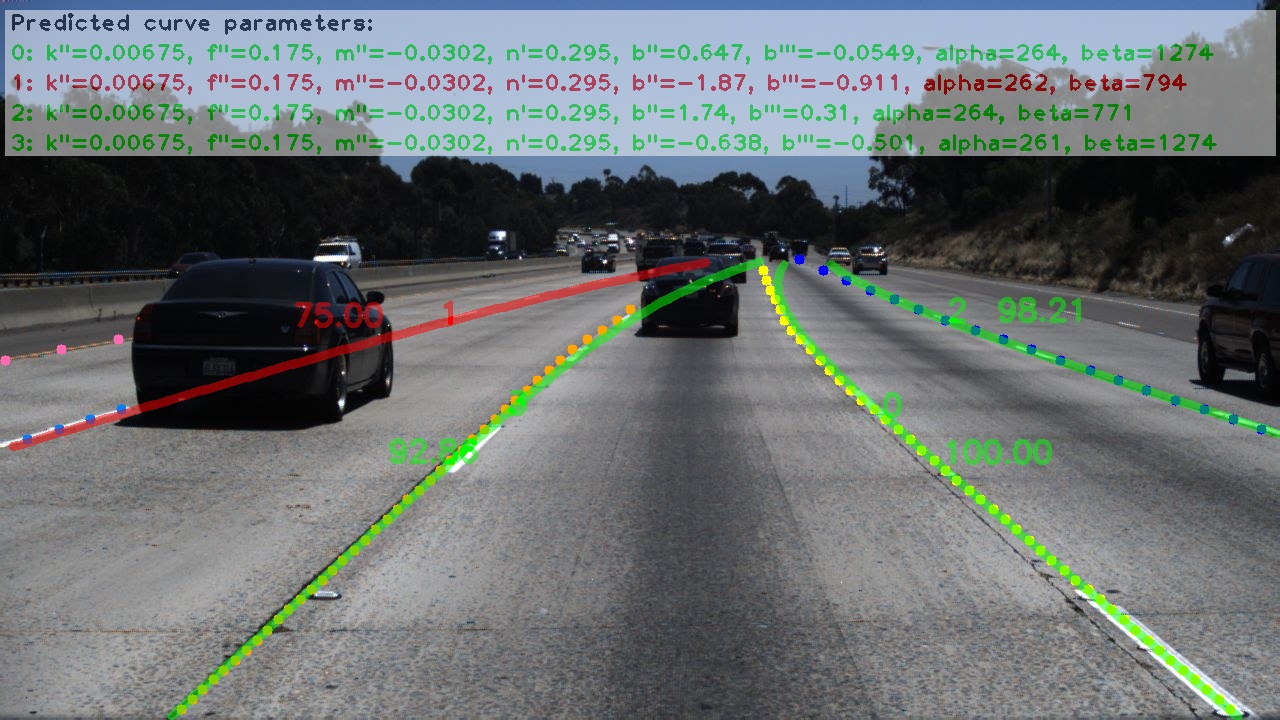 Predicted curve parameters:
0: k''=0.00675, f''=0.175, m''=-0.0302, n'=0.295, b''=0.647, b'''=-0.0549, alpha=264, beta=1274
1: k''=0.00675, f''=0.175, m''=-0.0302, n'=0.295, b''=-1.87, b'''=-0.911, alpha=262, beta=794
2: k''=0.00675, f''=0.175, m''=-0.0302, n'=0.295, b''=1.74, b'''=0.31, alpha=264, beta=771
3: k''=0.00675, f''=0.175, m''=-0.0302, n'=0.295, b''=-0.638, b'''=-0.501, alpha=261, beta=1274
75.00 1
2 98.21
3 0
92.86 100.00